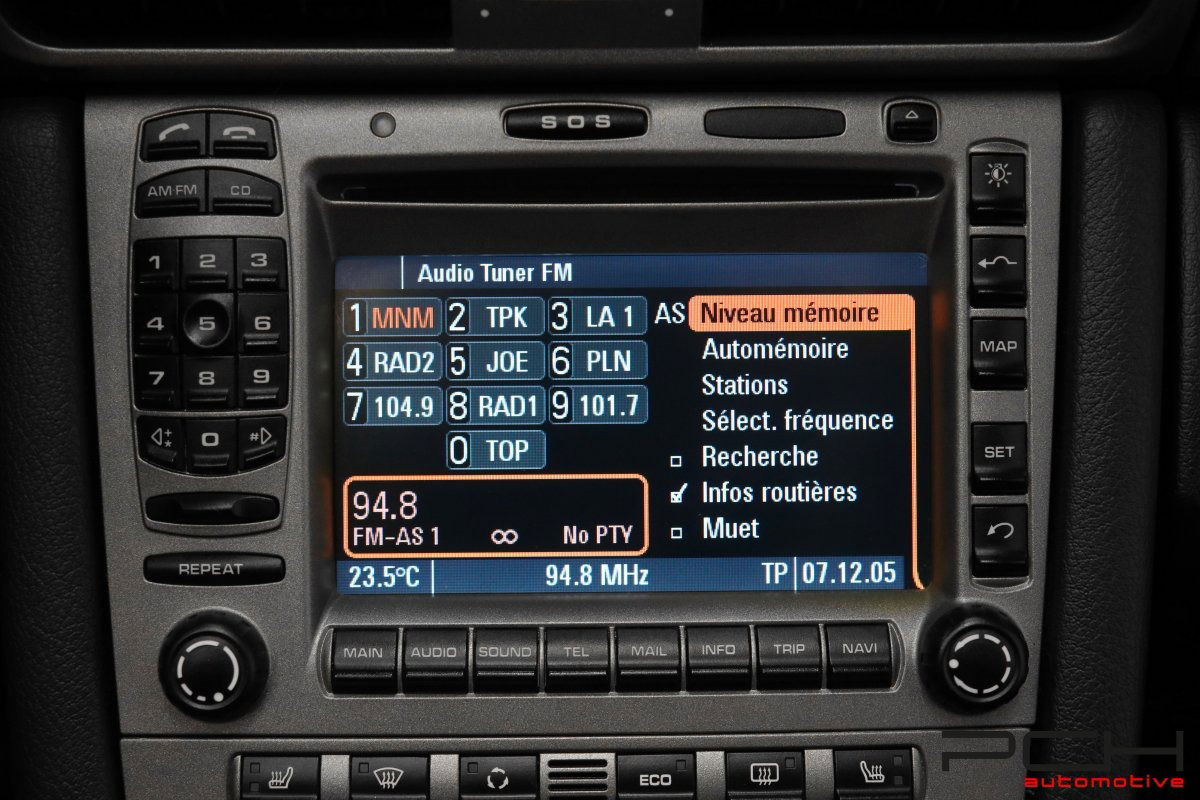 SOS
AM·FM CD
1 2 3
4 5 6
7 8 9
0 #
REPEAT
Audio Tuner FM
1 MNM 2 TPK 3 LA 1
4 RAD2 5 JOE 6 PLN
7 104.9 8 RAD1 9 101.7
0 TOP
AS Niveau mémoire
Automémoire
Stations
Sélect. fréquence
Recherche
Infos routières
Muet
94.8
FM-AS 1 ∞ No PTY
23.5°C 94.8 MHz TP 07.12.05
MAP
SET
MAIN AUDIO SOUND TEL MAIL INFO TRIP NAVI
ECO
PCH
automotive